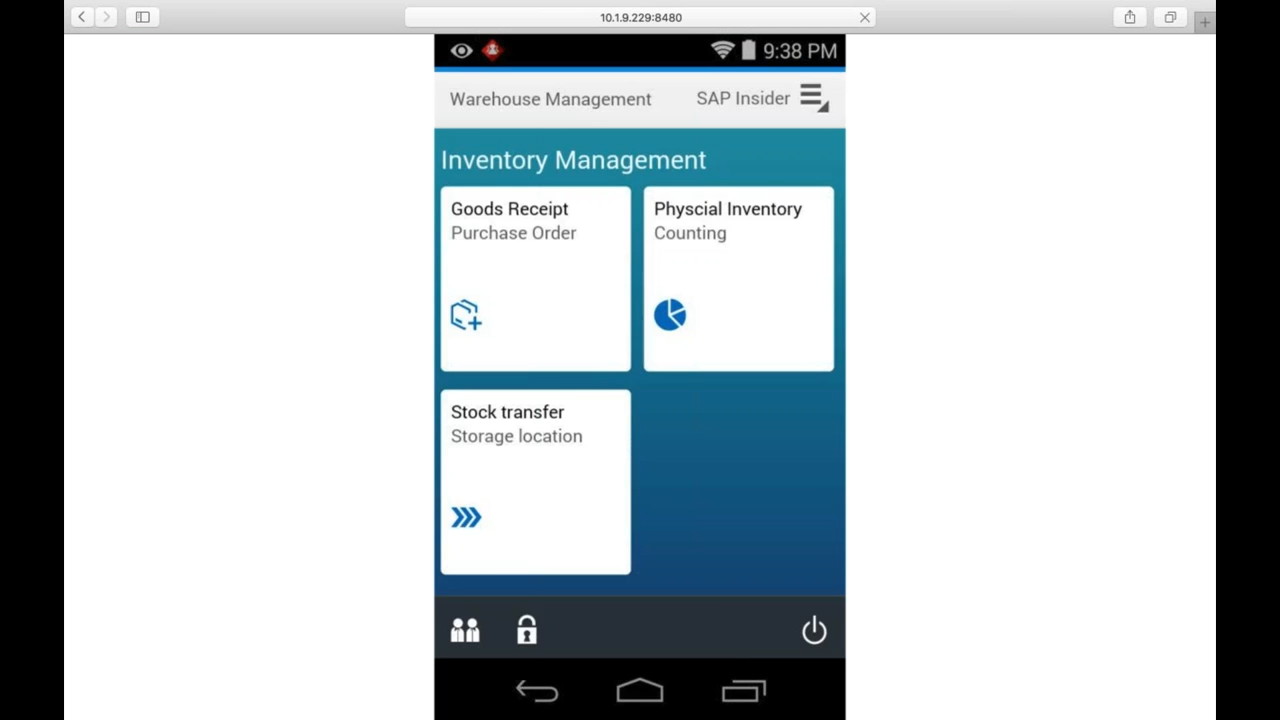 10.1.9.229:8480
9:38 PM
Warehouse Management SAP Insider
Inventory Management
Goods Receipt
Purchase Order
Physcial Inventory
Counting
Stock transfer
Storage location